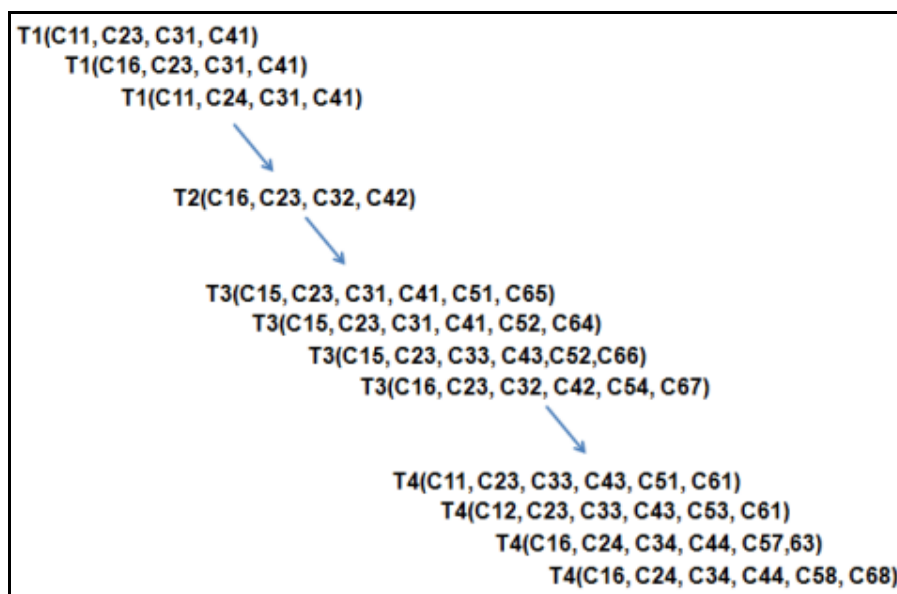 T1(C11, C23, C31, C41)
T1(C16, C23, C31, C41)
T1(C11, C24, C31, C41)
T2(C16, C23, C32, C42)
T3(C15, C23, C31, C41, C51, C65)
T3(C15, C23, C31, C41, C52, C64)
T3(C15, C23, C33, C43,C52,C66)
T3(C16, C23, C32, C42, C54, C67)
T4(C11, C23, C33, C43, C51, C61)
T4(C12, C23, C33, C43, C53, C61)
T4(C16, C24, C34, C44, C57,63)
T4(C16, C24, C34, C44, C58, C68)